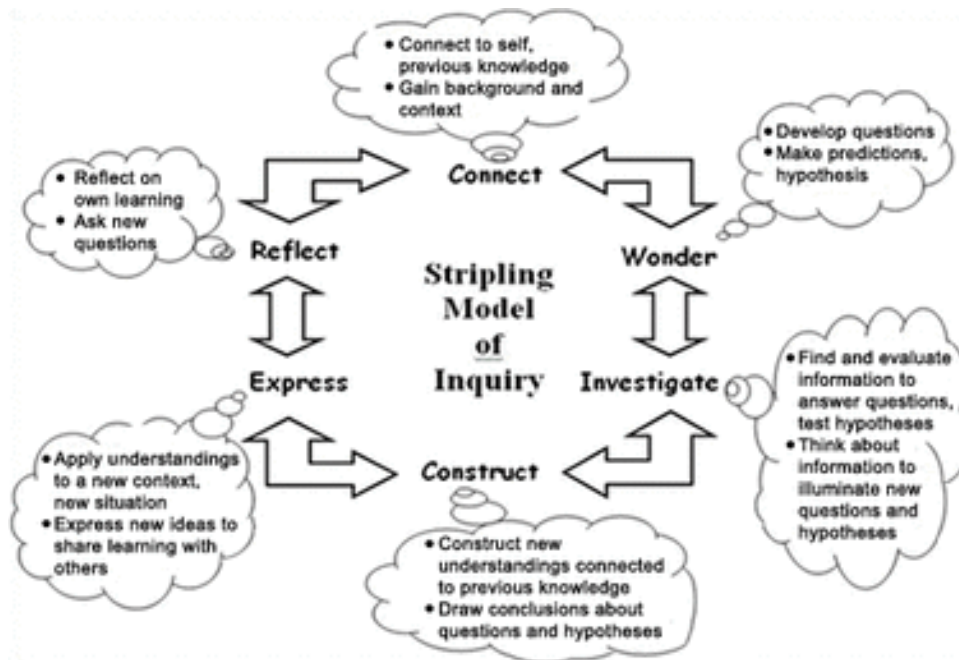 • Connect to self,
previous knowledge
• Gain background and
context
Connect
• Develop questions
• Make predictions,
hypothesis
Wonder
• Find and evaluate
information to
answer questions,
test hypotheses
• Think about
information to
illuminate new
questions and
hypotheses
Investigate
• Construct new
understandings connected
to previous knowledge
• Draw conclusions about
questions and hypotheses
Construct
• Apply understandings
to a new context,
new situation
• Express new ideas to
share learning with
others
Express
• Reflect on
own learning
• Ask new
questions
Reflect
Stripling
Model
of
Inquiry